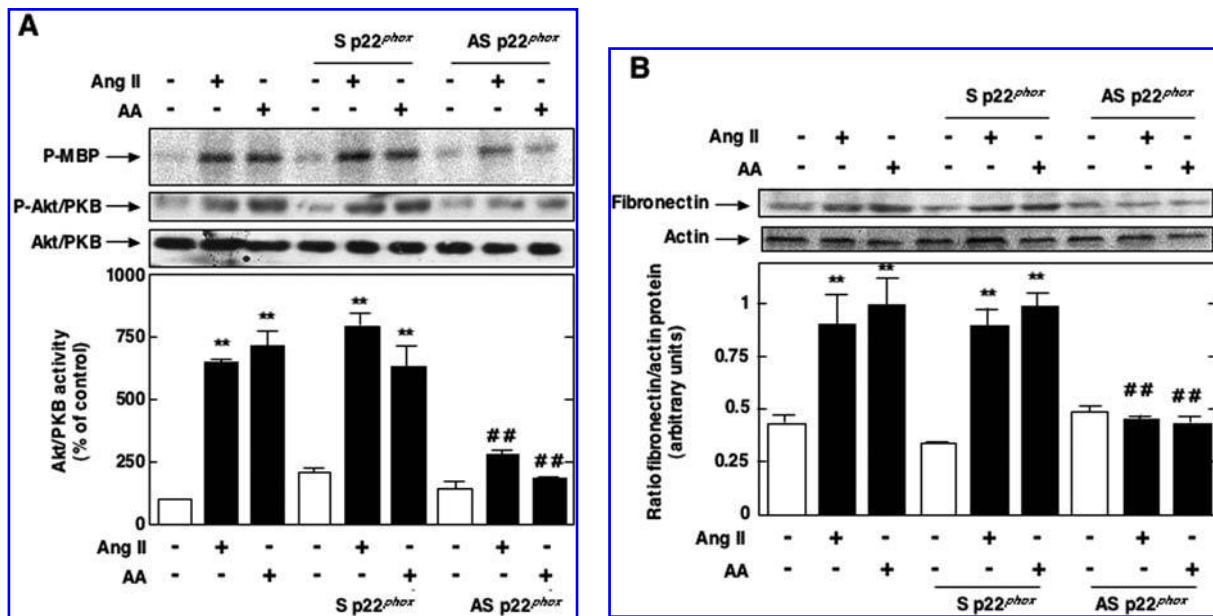 A
S p22phox AS p22phox
Ang II - + - - + - - + -
AA - - + - - + - - +
P-MBP
P-Akt/PKB
Akt/PKB
1000
750
500
250
0
Akt/PKB activity
(% of control)
** ** ** ** ## ##
Ang II - + - - + - - + -
AA - - + - - + - - +
S p22phox AS p22phox
B
S p22phox AS p22phox
Ang II - + - - + - - + -
AA - - + - - + - - +
Fibronectin
Actin
1
0.75
0.5
0.25
0
Ratio fibronectin/actin protein
(arbitrary units)
** ** ** ** ## ##
Ang II - + - - + - - + -
AA - - + - - + - - +
S p22phox AS p22phox